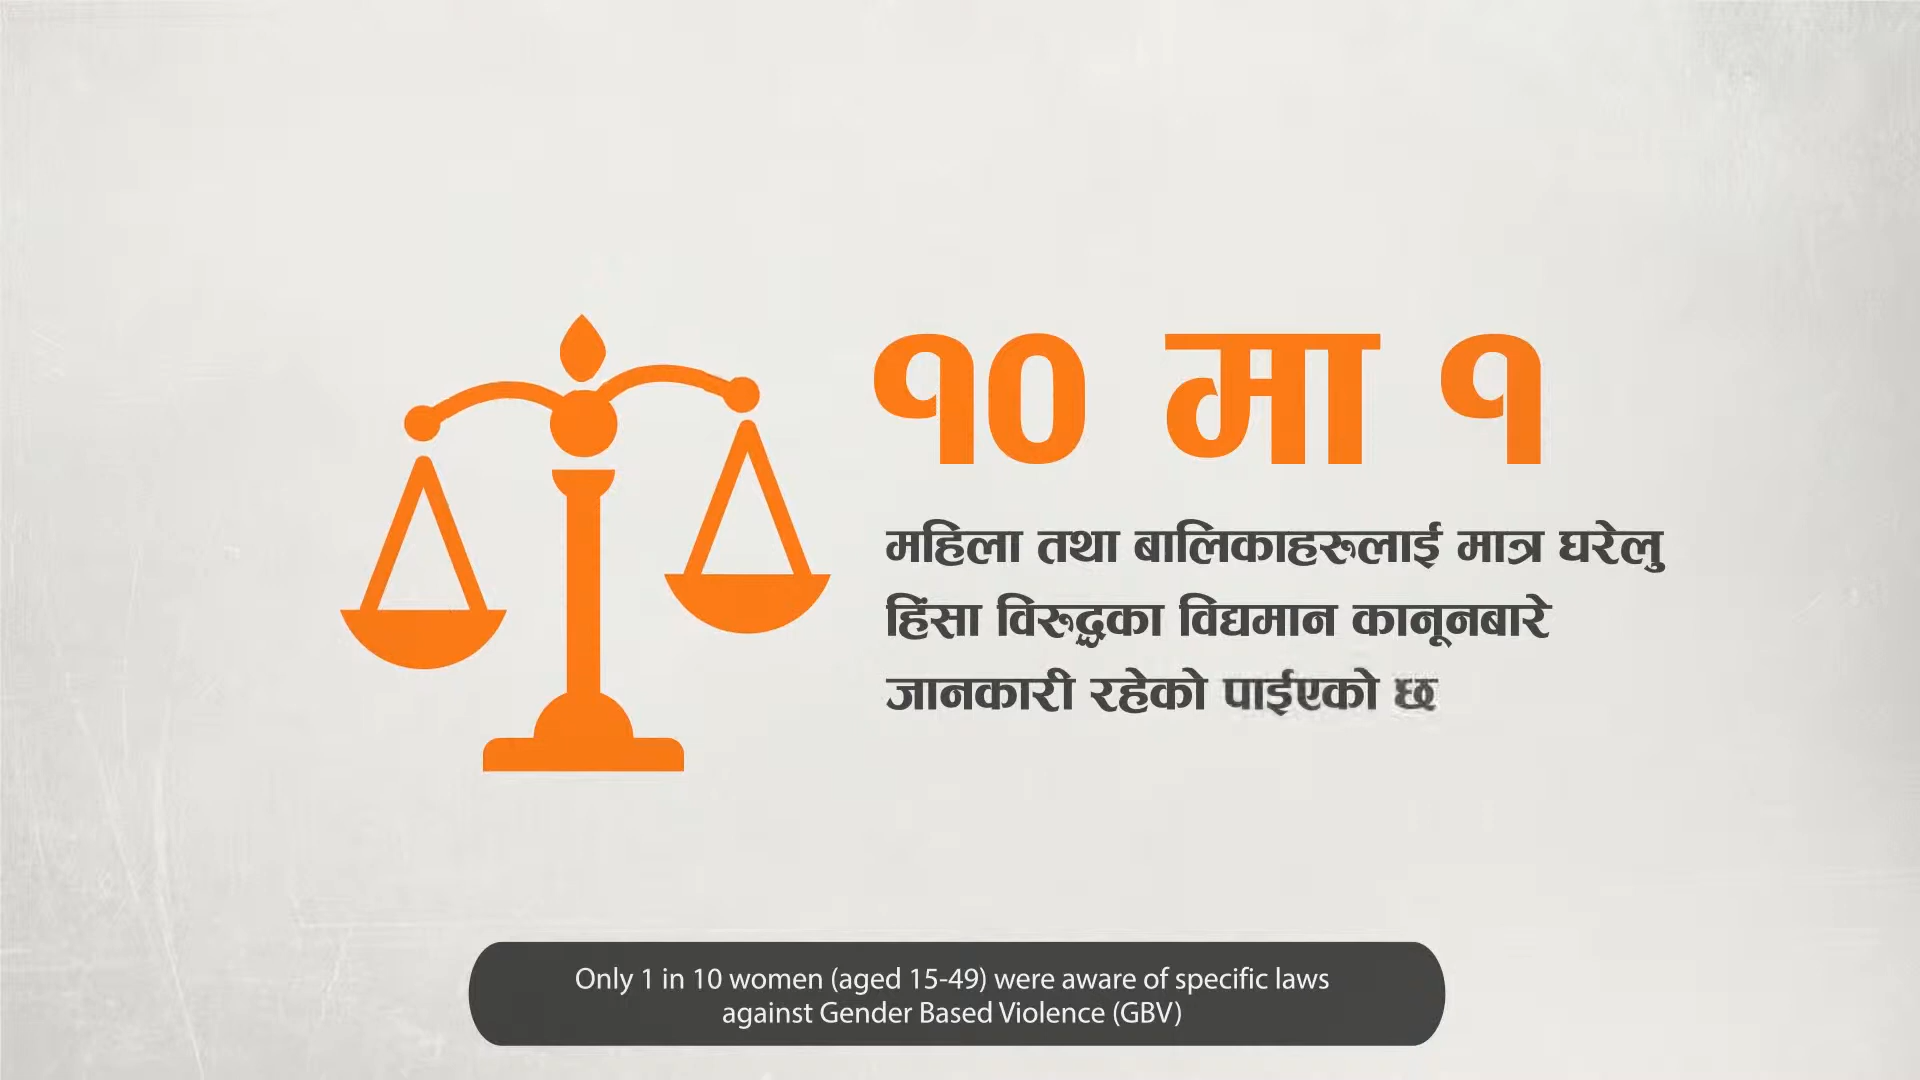 १० मा १
महिला तथा बालिकाहरुलाई मात्र घरेलु
हिंसा विरुद्धका विद्यमान कानूनबारे
जानकारी रहेको पाईएको छ
Only 1 in 10 women (aged 15-49) were aware of specific laws
against Gender Based Violence (GBV)